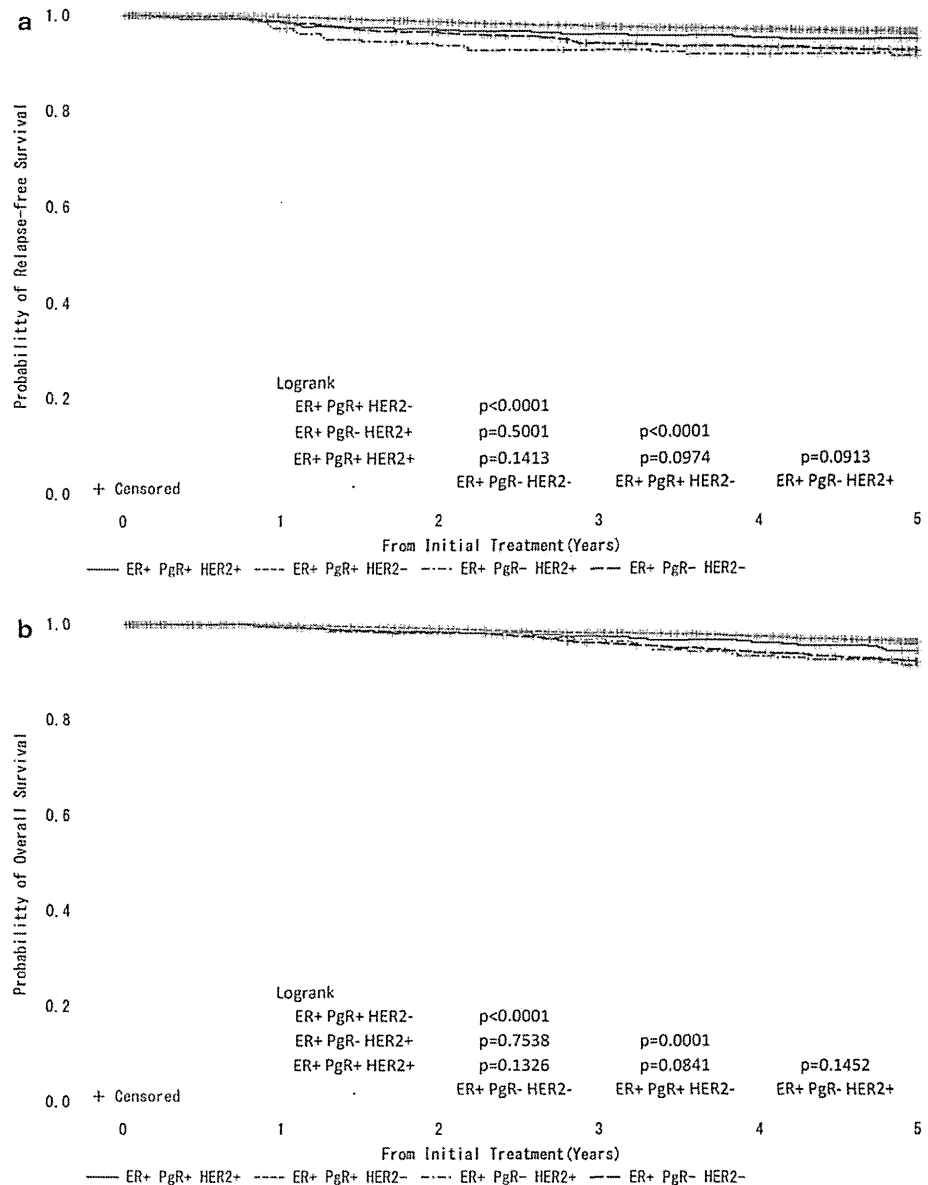 a
Probabilitty of Relapse-free Survival
1.0
0.8
0.6
0.4
0.2
0.0
Logrank
ER+ PgR+ HER2- p<0.0001
ER+ PgR- HER2+ p=0.5001 p<0.0001
ER+ PgR+ HER2+ p=0.1413 p=0.0974 p=0.0913
ER+ PgR- HER2- ER+ PgR+ HER2- ER+ PgR- HER2+
+ Censored
0 1 2 3 4 5
From Initial Treatment(Years)
ER+ PgR+ HER2+ ER+ PgR+ HER2- ER+ PgR- HER2+ ER+ PgR- HER2-
b
Probability of Overall Survival
1.0
0.8
0.6
0.4
0.2
0.0
Logrank
ER+ PgR+ HER2- p<0.0001
ER+ PgR- HER2+ p=0.7538 p=0.0001
ER+ PgR+ HER2+ p=0.1326 p=0.0841 p=0.1452
ER+ PgR- HER2- ER+ PgR+ HER2- ER+ PgR- HER2+
+ Censored
0 1 2 3 4 5
From Initial Treatment(Years)
ER+ PgR+ HER2+ ER+ PgR+ HER2- ER+ PgR- HER2+ ER+ PgR- HER2-